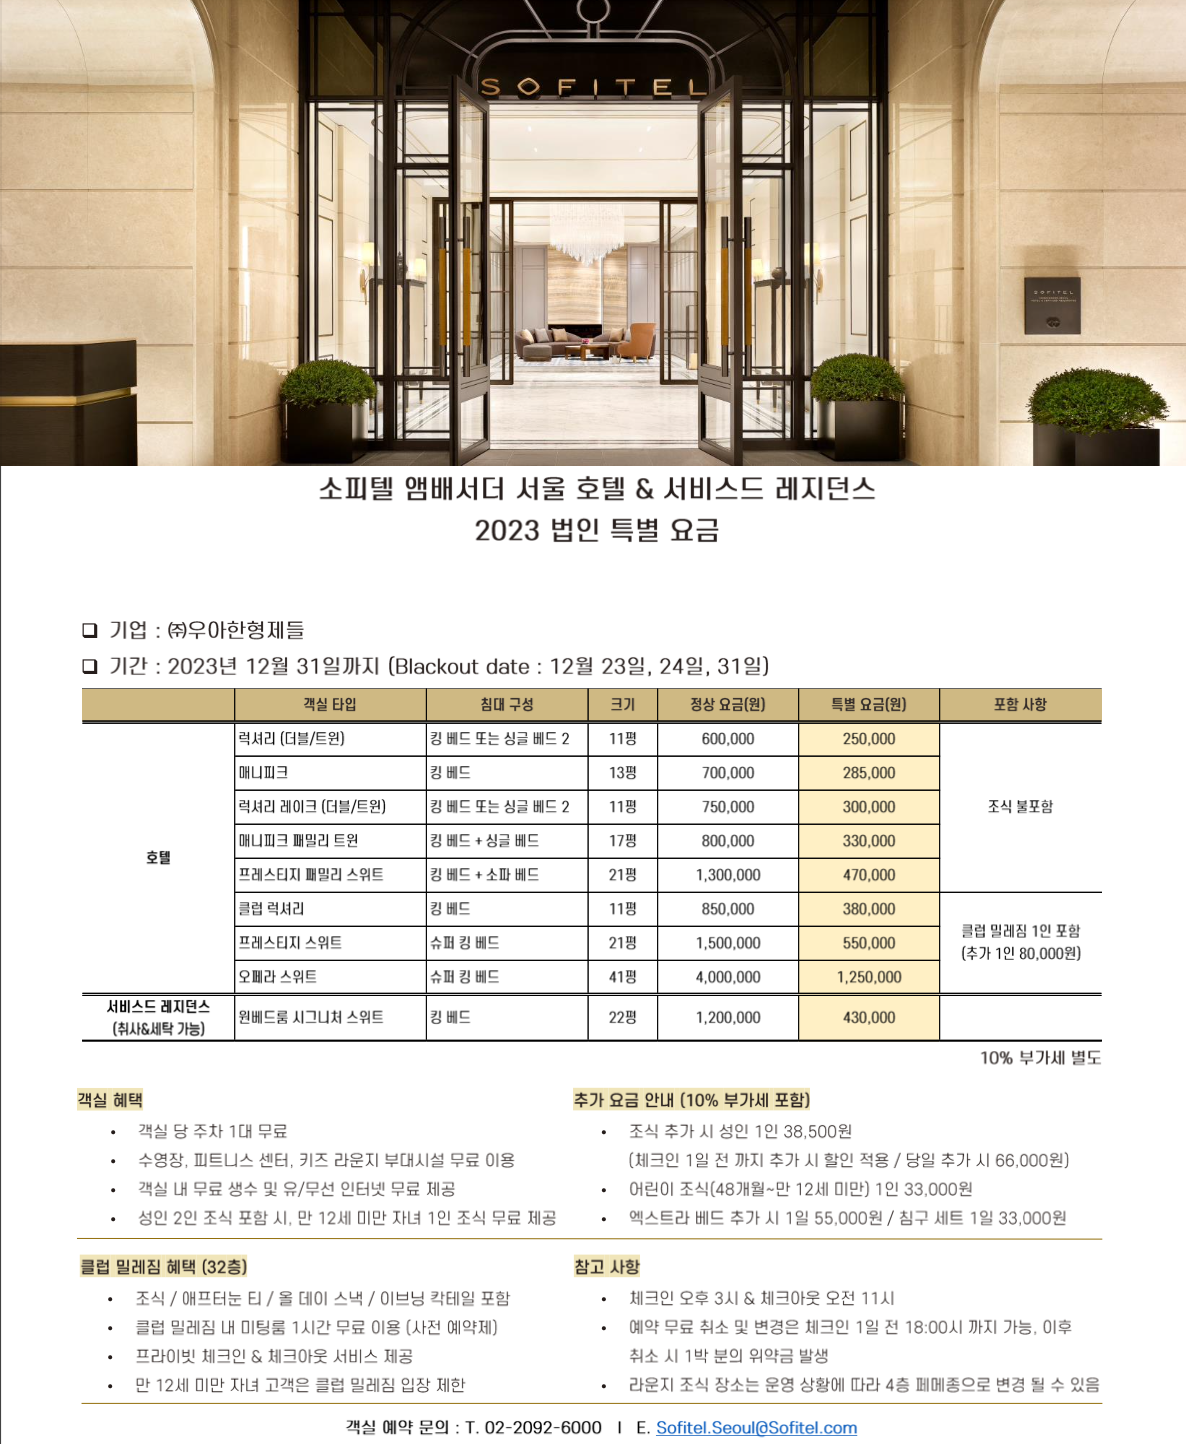 SOFITEL
SOFITEL
소피텔 앰배서더 서울 호텔 & 서비스드 레지던스
2023 법인 특별 요금
❏ 기업 : ㈜우아한형제들
❏ 기간 : 2023년 12월 31일까지 (Blackout date : 12월 23일, 24일, 31일)
객실 타입 침대 구성 크기 정상 요금(원) 특별 요금(원) 포함 사항
호텔
럭셔리 (더블/트윈) 킹 베드 또는 싱글 베드 2 11평 600,000 250,000
매니피크 킹 베드 13평 700,000 285,000
럭셔리 레이크 (더블/트윈) 킹 베드 또는 싱글 베드 2 11평 750,000 300,000
매니피크 패밀리 트윈 킹 베드 + 싱글 베드 17평 800,000 330,000
프레스티지 패밀리 스위트 킹 베드 + 소파 베드 21평 1,300,000 470,000
조식 불포함
클럽 럭셔리 킹 베드 11평 850,000 380,000
프레스티지 스위트 슈퍼 킹 베드 21평 1,500,000 550,000
오페라 스위트 슈퍼 킹 베드 41평 4,000,000 1,250,000
클럽 밀레짐 1인 포함
(추가 1인 80,000원)
서비스드 레지던스
(취사&세탁 가능)
원베드룸 시그니처 스위트 킹 베드 22평 1,200,000 430,000
10% 부가세 별도
객실 혜택
• 객실 당 주차 1대 무료
• 수영장, 피트니스 센터, 키즈 라운지 부대시설 무료 이용
• 객실 내 무료 생수 및 유/무선 인터넷 무료 제공
• 성인 2인 조식 포함 시, 만 12세 미만 자녀 1인 조식 무료 제공
추가 요금 안내 (10% 부가세 포함)
• 조식 추가 시 성인 1인 38,500원
(체크인 1일 전 까지 추가 시 할인 적용 / 당일 추가 시 66,000원)
• 어린이 조식(48개월~만 12세 미만) 1인 33,000원
• 엑스트라 베드 추가 시 1일 55,000원 / 침구 세트 1일 33,000원
클럽 밀레짐 혜택 (32층)
• 조식 / 애프터눈 티 / 올 데이 스낵 / 이브닝 칵테일 포함
• 클럽 밀레짐 내 미팅룸 1시간 무료 이용 (사전 예약제)
• 프라이빗 체크인 & 체크아웃 서비스 제공
• 만 12세 미만 자녀 고객은 클럽 밀레짐 입장 제한
참고 사항
• 체크인 오후 3시 & 체크아웃 오전 11시
• 예약 무료 취소 및 변경은 체크인 1일 전 18:00시 까지 가능, 이후
취소 시 1박 분의 위약금 발생
• 라운지 조식 장소는 운영 상황에 따라 4층 페메종으로 변경 될 수 있음
객실 예약 문의 : T. 02-2092-6000 I E. Sofitel.Seoul@Sofitel.com